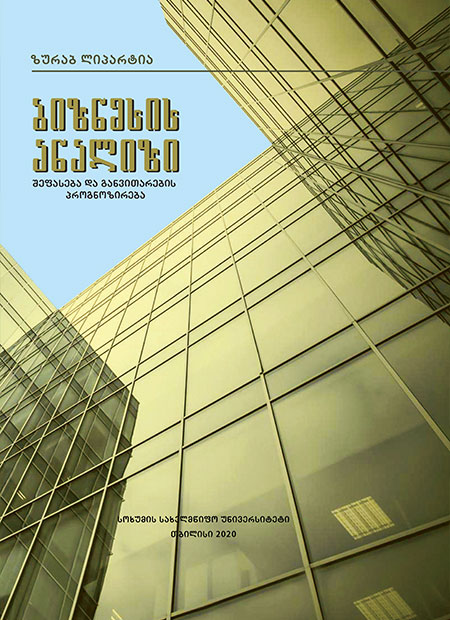 ზურაბ ლიპარტია
ბიზნესის
ანალიზი
შეფასება და განვითარების
პროგნოზირება
სოხუმის სახელმწიფო უნივერსიტეტი
თბილისი 2020